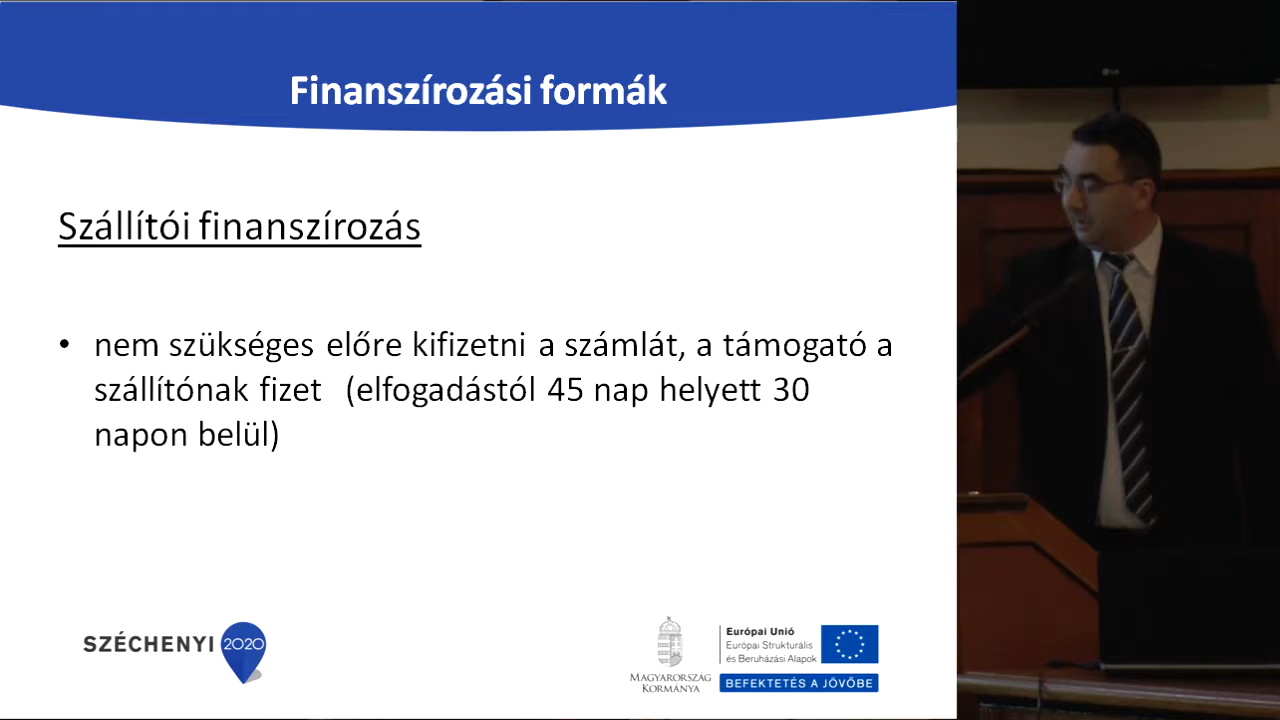 Finanszírozási formák
Szállítói finanszírozás
• nem szükséges előre kifizetni a számlát, a támogató a
szállítónak fizet (elfogadástól 45 nap helyett 30
napon belül)
SZÉCHENYI 2020
MAGYARORSZÁG
KORMÁNYA
Európai Unió
Európai Strukturális
és Beruházási Alapok
BEFEKTETÉS A JÖVŐBE